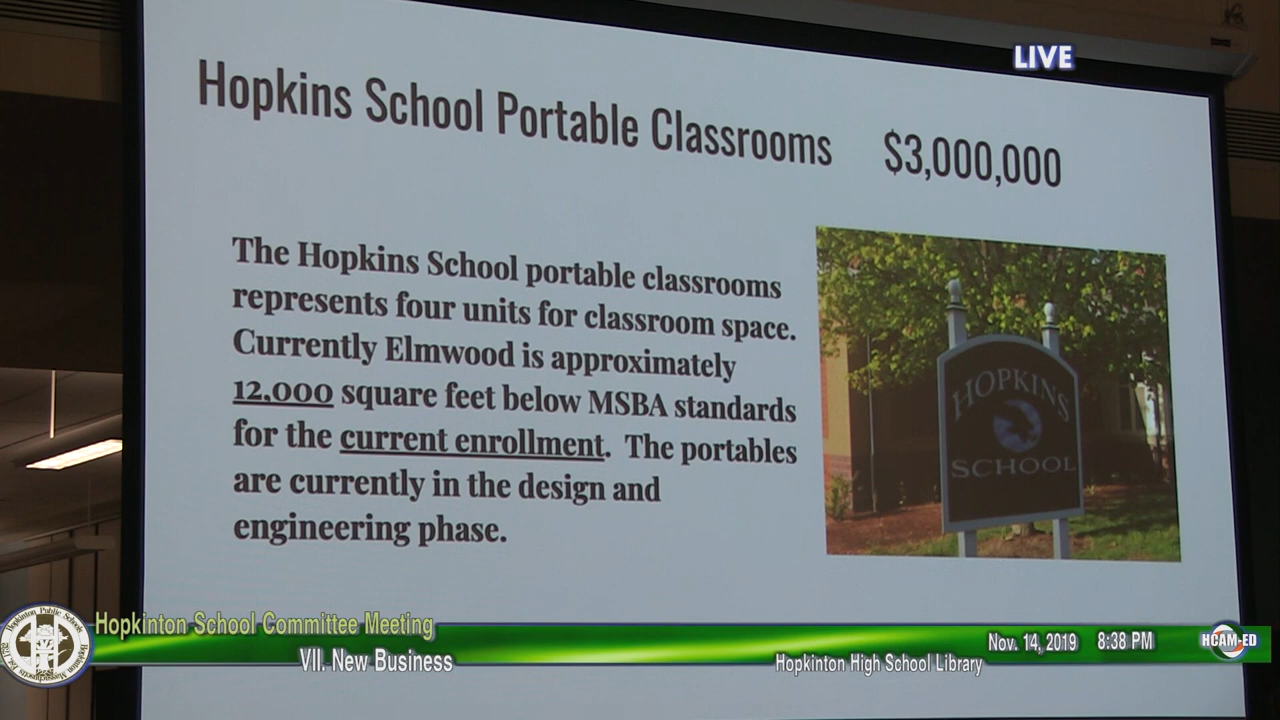 LIVE
Hopkins School Portable Classrooms $3,000,000
The Hopkins School portable classrooms
represents four units for classroom space.
Currently Elmwood is approximately
12,000 square feet below MSBA standards
for the current enrollment. The portables
are currently in the design and
engineering phase.
HOPKINS
SCHOOL
Hopkinton Public Schools
Hopkinton School Committee Meeting
VII. New Business
Nov. 14, 2019 8:38 PM
Hopkinton High School Library
HCAM-ED